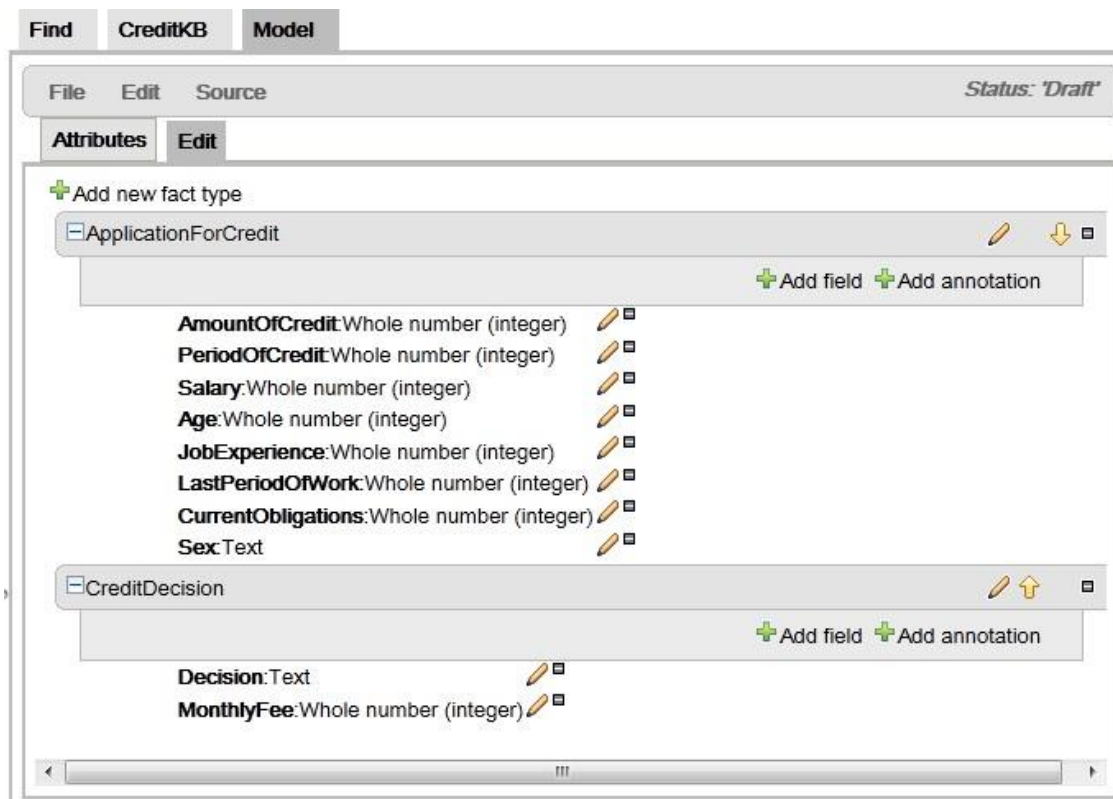 Find CreditKB Model
File Edit Source Status: 'Draft'
Attributes Edit
Add new fact type
ApplicationForCredit
Add field Add annotation
AmountOfCredit:Whole number (integer)
PeriodOfCredit:Whole number (integer)
Salary:Whole number (integer)
Age:Whole number (integer)
JobExperience:Whole number (integer)
LastPeriodOfWork:Whole number (integer)
CurrentObligations:Whole number (integer)
Sex:Text
CreditDecision
Add field Add annotation
Decision:Text
MonthlyFee:Whole number (integer)